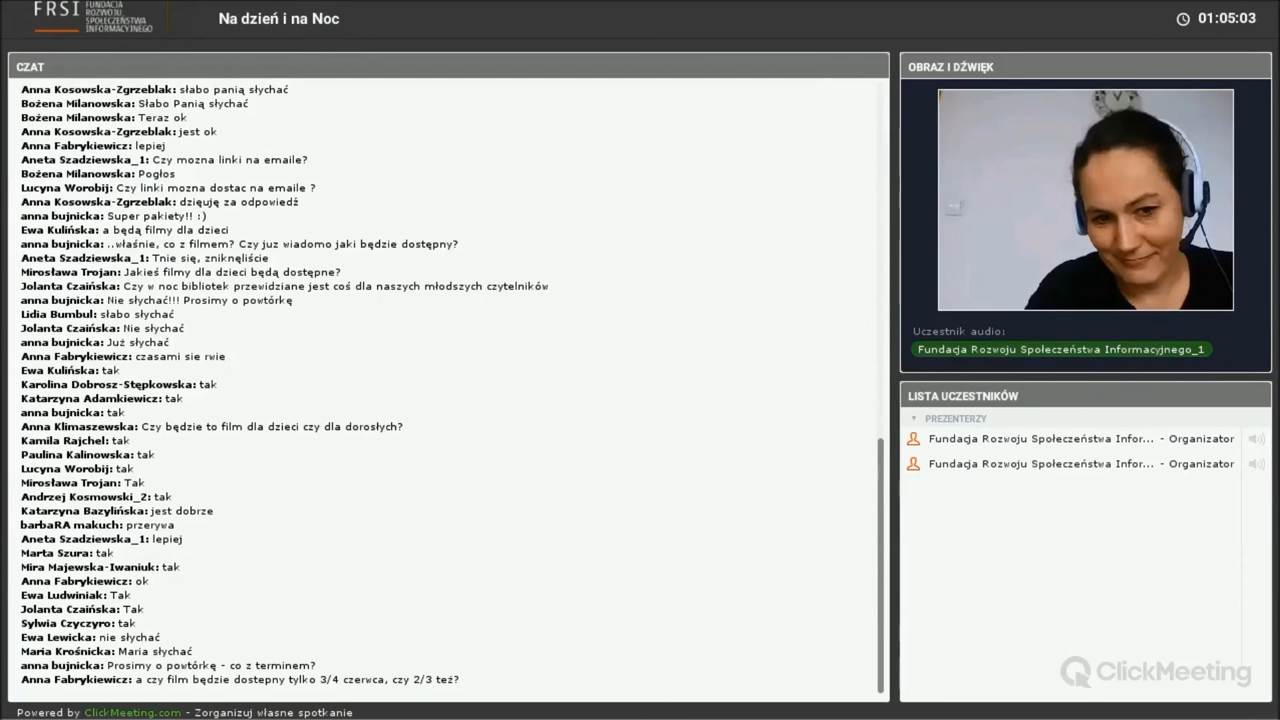 FRSI
FUNDACJA
ROZWOJU
SPOŁECZEŃSTWA
INFORMACYJNEGO
Na dzień i na Noc
01:05:03
CZAT
Anna Kosowska-Zgrzeblak: słabo panią słychać
Bożena Milanowska: Słabo Panią słychać
Bożena Milanowska: Teraz ok
Anna Kosowska-Zgrzeblak: jest ok
Anna Fabrykiewicz: lepiej
Aneta Szadziewska_1: Czy mozna linki na emaile?
Bożena Milanowska: Pogłos
Lucyna Worobij: Czy linki mozna dostac na emaile ?
Anna Kosowska-Zgrzeblak: dzięuję za odpowiedź
anna bujnicka: Super pakiety!! :)
Ewa Kulińska: a będą filmy dla dzieci
anna bujnicka: ..właśnie, co z filmem? Czy juz wiadomo jaki będzie dostępny?
Aneta Szadziewska_1: Tnie się, zniknęliście
Mirosława Trojan: Jakieś filmy dla dzieci będą dostępne?
Jolanta Czaińska: Czy w noc bibliotek przewidziane jest coś dla naszych młodszych czytelników
anna bujnicka: Nie słychać!!! Prosimy o powtórkę
Lidia Bumbul: słabo słychać
Jolanta Czaińska: Nie słychać
anna bujnicka: Już słychać
Anna Fabrykiewicz: czasami sie rwie
Ewa Kulińska: tak
Karolina Dobrosz-Stępkowska: tak
Katarzyna Adamkiewicz: tak
anna bujnicka: tak
Anna Klimaszewska: Czy będzie to film dla dzieci czy dla dorosłych?
Kamila Rajchel: tak
Paulina Kalinowska: tak
Lucyna Worobij: tak
Mirosława Trojan: Tak
Andrzej Kosmowski_2: tak
Katarzyna Bazylińska: jest dobrze
barbaRA makuch: przerywa
Aneta Szadziewska_1: lepiej
Marta Szura: tak
Mira Majewska-Iwaniuk: tak
Anna Fabrykiewicz: ok
Ewa Ludwiniak: Tak
Jolanta Czaińska: Tak
Sylwia Czyczyro: tak
Ewa Lewicka: nie słychać
Maria Krośnicka: Maria słychać
anna bujnicka: Prosimy o powtórkę - co z terminem?
Anna Fabrykiewicz: a czy film będzie dostepny tylko 3/4 czerwca, czy 2/3 też?
OBRAZ I DŹWIĘK
Uczestnik audio:
Fundacja Rozwoju Społeczeństwa Informacyjnego_1
LISTA UCZESTNIKÓW
PREZENTERZY
Fundacja Rozwoju Społeczeństwa Infor... - Organizator
Fundacja Rozwoju Społeczeństwa Infor... - Organizator
ClickMeeting
Powered by ClickMeeting.com - Zorganizuj własne spotkanie